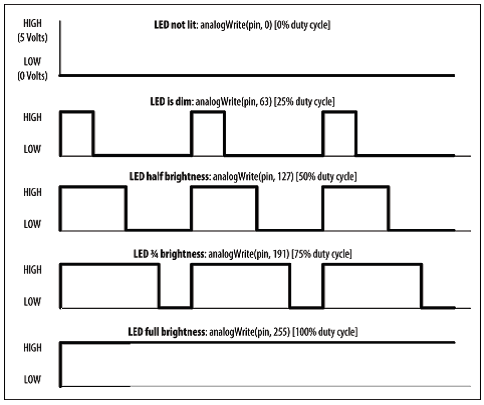 LED not lit: analogWrite(pin, 0) [0% duty cycle]
HIGH
(5 Volts)
LOW
(0 Volts)
LED is dim: analogWrite(pin, 63) [25% duty cycle]
HIGH
LOW
LED half brightness: analogWrite(pin, 127) [50% duty cycle]
HIGH
LOW
LED ¾ brightness: analogWrite(pin, 191) [75% duty cycle]
HIGH
LOW
LED full brightness: analogWrite(pin, 255) [100% duty cycle]
HIGH
LOW